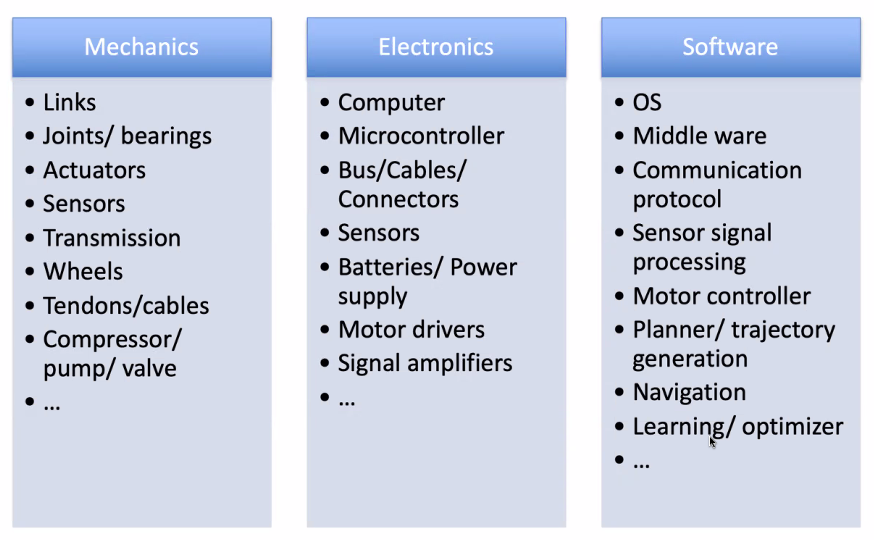 Mechanics
• Links
• Joints/ bearings
• Actuators
• Sensors
• Transmission
• Wheels
• Tendons/cables
• Compressor/
pump/ valve
• ...
Electronics
• Computer
• Microcontroller
• Bus/Cables/
Connectors
• Sensors
• Batteries/ Power
supply
• Motor drivers
• Signal amplifiers
• ...
Software
• OS
• Middle ware
• Communication
protocol
• Sensor signal
processing
• Motor controller
• Planner/ trajectory
generation
• Navigation
• Learning/ optimizer
• ...